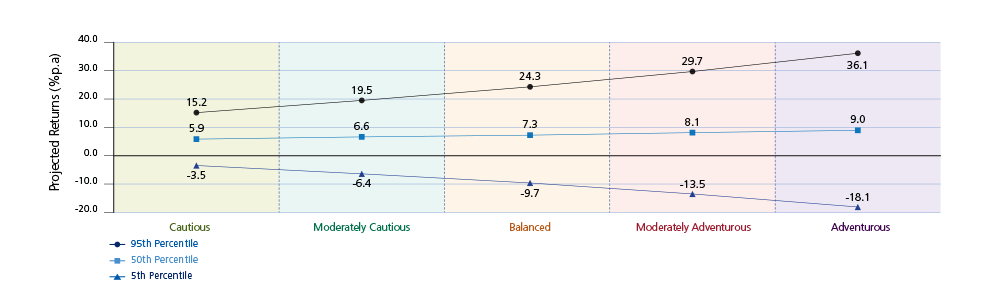 Projected Returns (%p.a)
40.0
30.0
20.0
10.0
0.0
-10.0
-20.0
15.2
19.5
24.3
29.7
36.1
5.9
6.6
7.3
8.1
9.0
-3.5
-6.4
-9.7
-13.5
-18.1
Cautious
Moderately Cautious
Balanced
Moderately Adventurous
Adventurous
95th Percentile
50th Percentile
5th Percentile